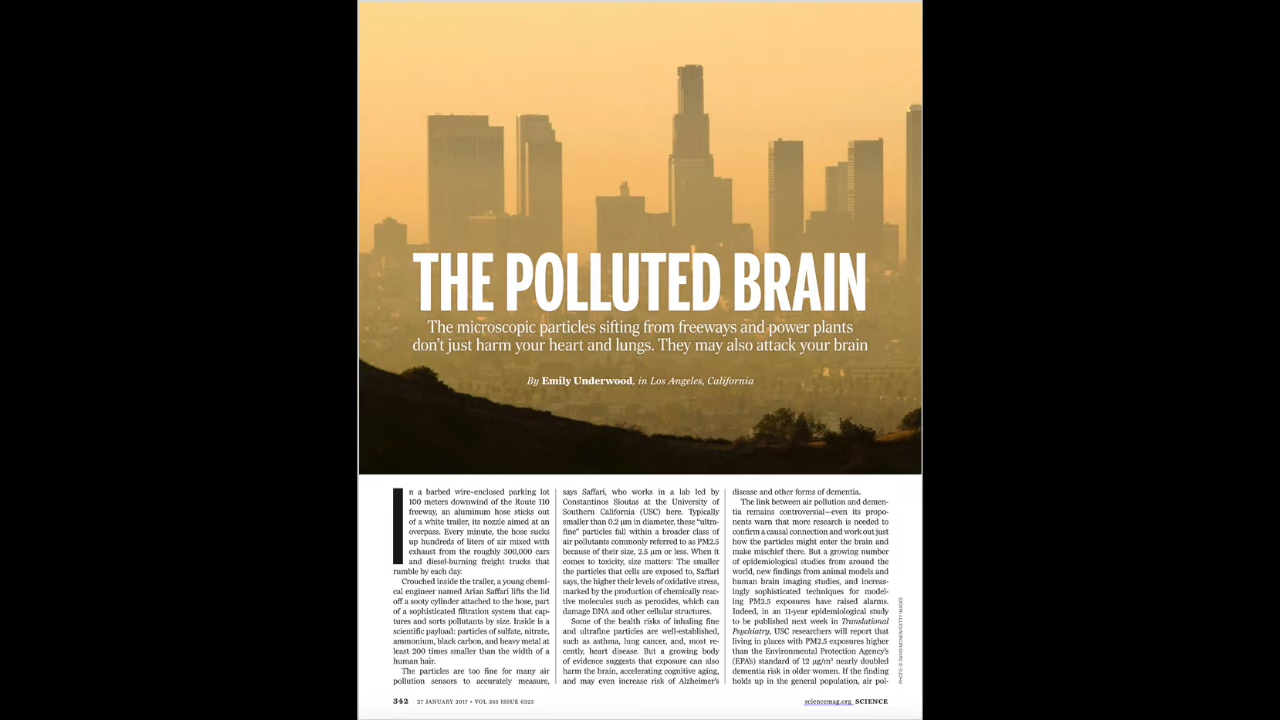 THE POLLUTED BRAIN
The microscopic particles sifting from freeways and power plants
don't just harm your heart and lungs. They may also attack your brain
By Emily Underwood, in Los Angeles, California
In a barbed wire–enclosed parking lot
100 meters downwind of the Route 110
freeway, an aluminum hose sticks out
of a white trailer, its nozzle aimed at an
overpass. Every minute, the hose sucks
up hundreds of liters of air mixed with
exhaust from the roughly 300,000 cars
and diesel-burning freight trucks that
rumble by each day.
Crouched inside the trailer, a young chemi-
cal engineer named Arian Saffari lifts the lid
off a sooty cylinder attached to the hose, part
of a sophisticated filtration system that cap-
tures and sorts pollutants by size. Inside is a
scientific payload: particles of sulfate, nitrate,
ammonium, black carbon, and heavy metal at
least 200 times smaller than the width of a
human hair.
The particles are too fine for many air
pollution sensors to accurately measure,
says Saffari, who works in a lab led by
Constantinos Sioutas at the University of
Southern California (USC) here. Typically
smaller than 0.2 µm in diameter, these "ultra-
fine" particles fall within a broader class of
air pollutants commonly referred to as PM2.5
because of their size, 2.5 µm or less. When it
comes to toxicity, size matters: The smaller
the particles that cells are exposed to, Saffari
says, the higher their levels of oxidative stress,
marked by the production of chemically reac-
tive molecules such as peroxides, which can
damage DNA and other cellular structures.
Some of the health risks of inhaling fine
and ultrafine particles are well-established,
such as asthma, lung cancer, and, most re-
cently, heart disease. But a growing body
of evidence suggests that exposure can also
harm the brain, accelerating cognitive aging,
and may even increase risk of Alzheimer's
disease and other forms of dementia.
The link between air pollution and demen-
tia remains controversial—even its propo-
nents warn that more research is needed to
confirm a causal connection and work out just
how the particles might enter the brain and
make mischief there. But a growing number
of epidemiological studies from around the
world, new findings from animal models and
human brain imaging studies, and increas-
ingly sophisticated techniques for model-
ing PM2.5 exposures have raised alarms.
Indeed, in an 11-year epidemiological study
to be published next week in Translational
Psychiatry, USC researchers will report that
living in places with PM2.5 exposures higher
than the Environmental Protection Agency's
(EPA's) standard of 12 µg/m³ nearly doubled
dementia risk in older women. If the finding
holds up in the general population, air pol-
PHOTO: © DAVID MCNEW/GETTY IMAGES
342 27 JANUARY 2017 • VOL 355 ISSUE 6323
sciencemag.org SCIENCE